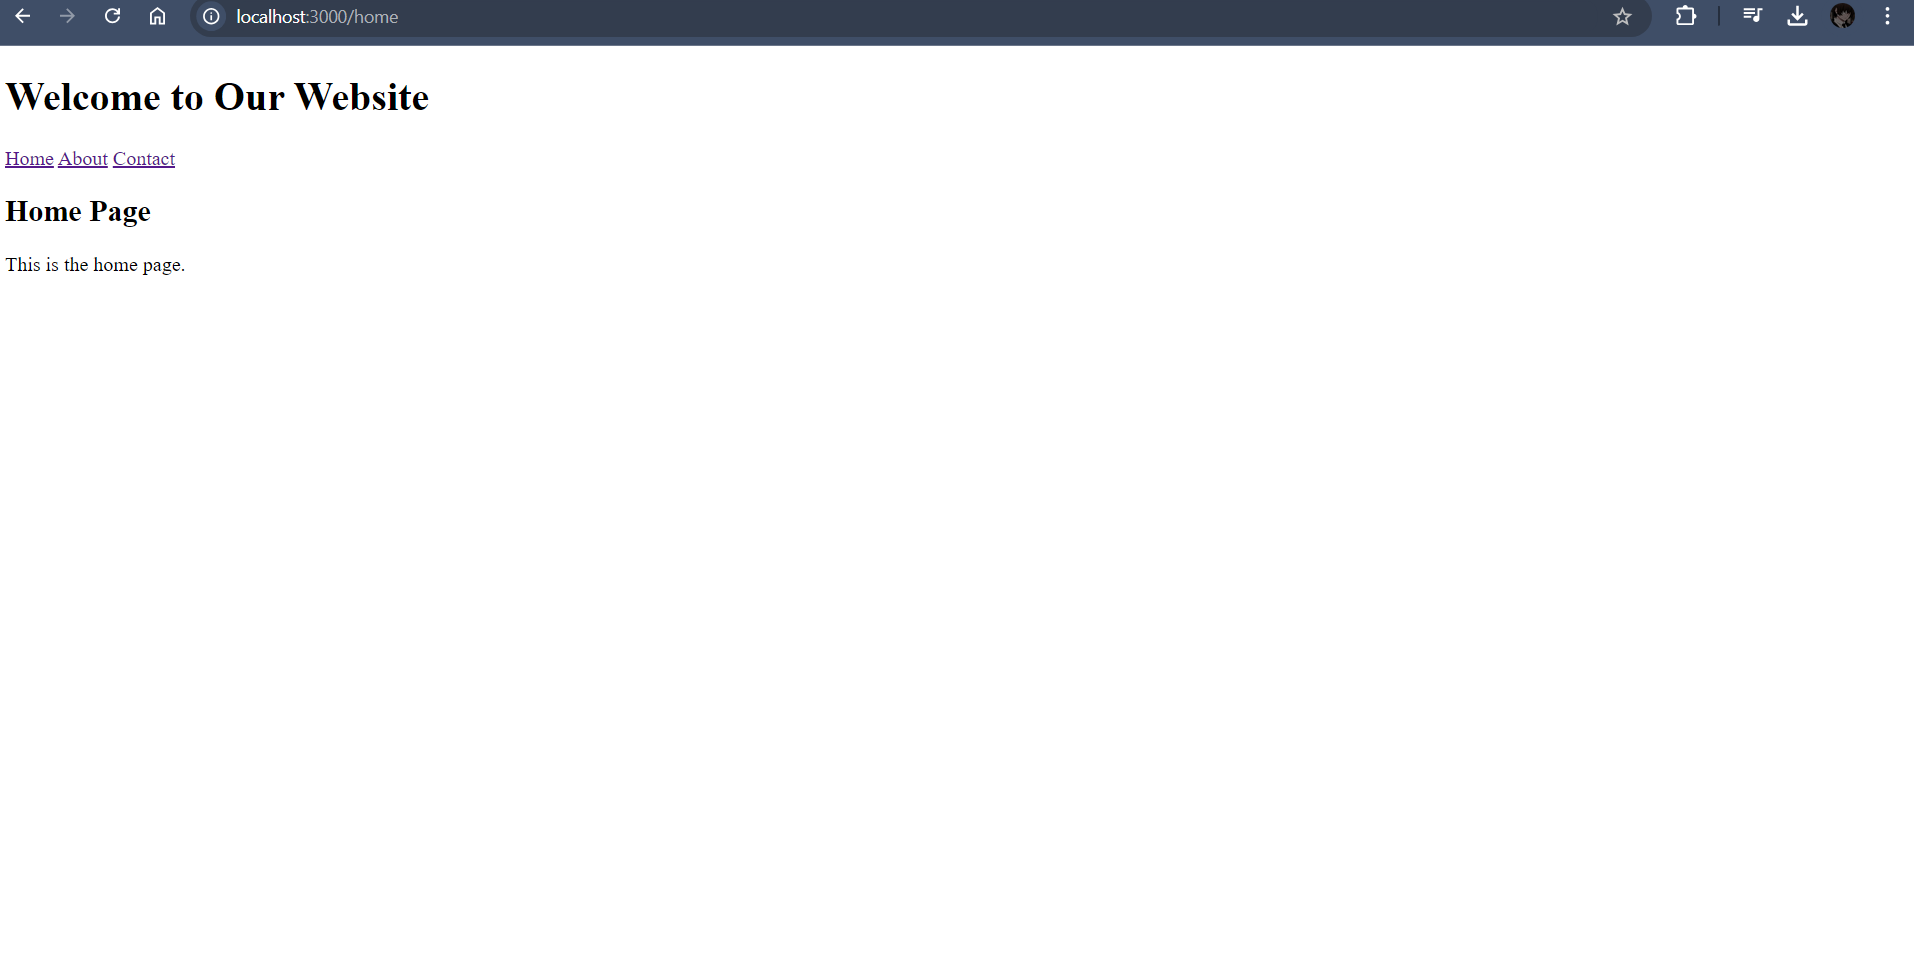 localhost:3000/home
Welcome to Our Website
Home About Contact
Home Page
This is the home page.